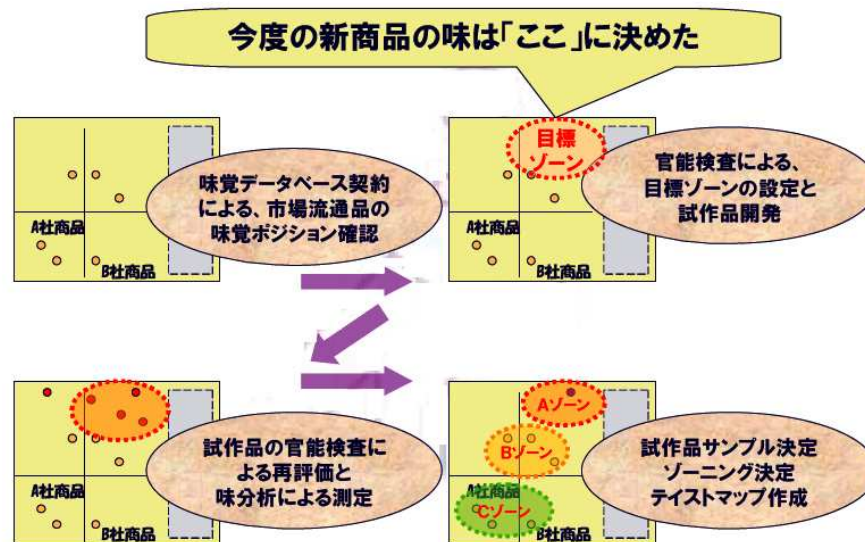 今度の新商品の味は「ここ」に決めた
味覚データベース契約
による、市場流通品の
味覚ポジション確認
A社商品
B社商品
目標
ゾーン
官能検査による、
目標ゾーンの設定と
試作品開発
A社商品
B社商品
試作品の官能検査に
よる再評価と
味分析による測定
A社商品
B社商品
Aゾーン
Bゾーン
Cゾーン
試作品サンプル決定
ゾーニング決定
テイストマップ作成
A社商品
B社商品